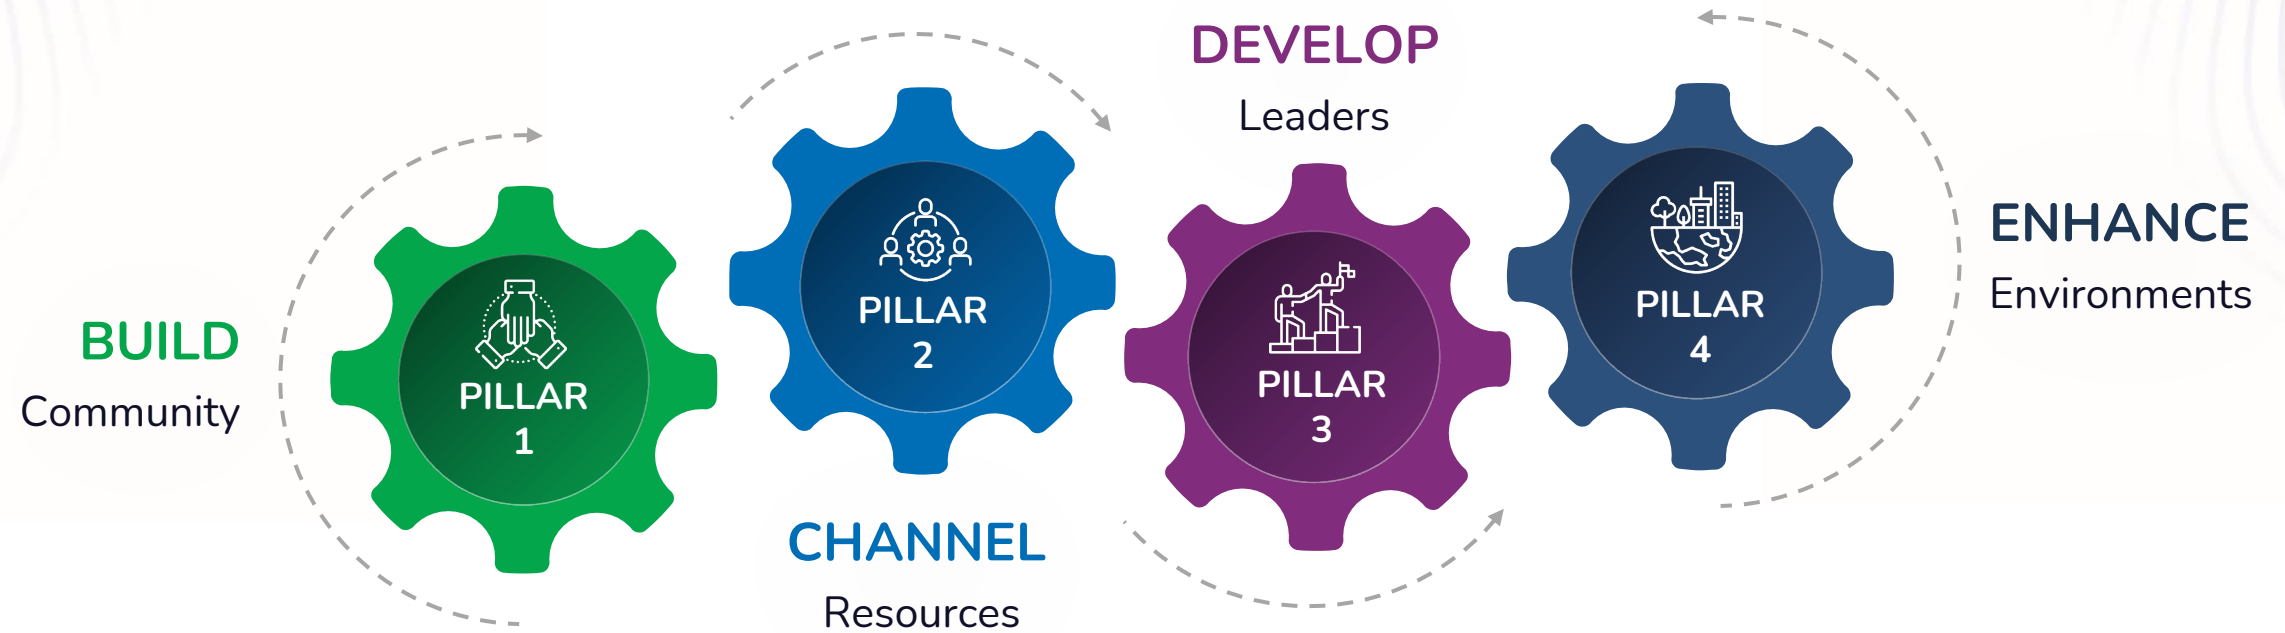 BUILD
Community
PILLAR
1
PILLAR
2
CHANNEL
Resources
DEVELOP
Leaders
PILLAR
3
PILLAR
4
ENHANCE
Environments